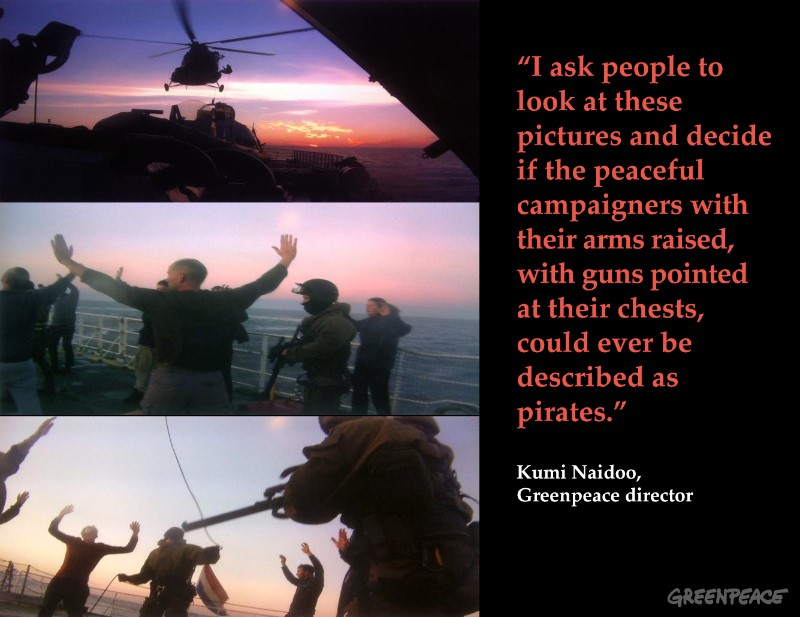 “I ask people to
look at these
pictures and decide
if the peaceful
campaigners with
their arms raised,
with guns pointed
at their chests,
could ever be
described as
pirates.”
Kumi Naidoo,
Greenpeace director
GREENPEACE